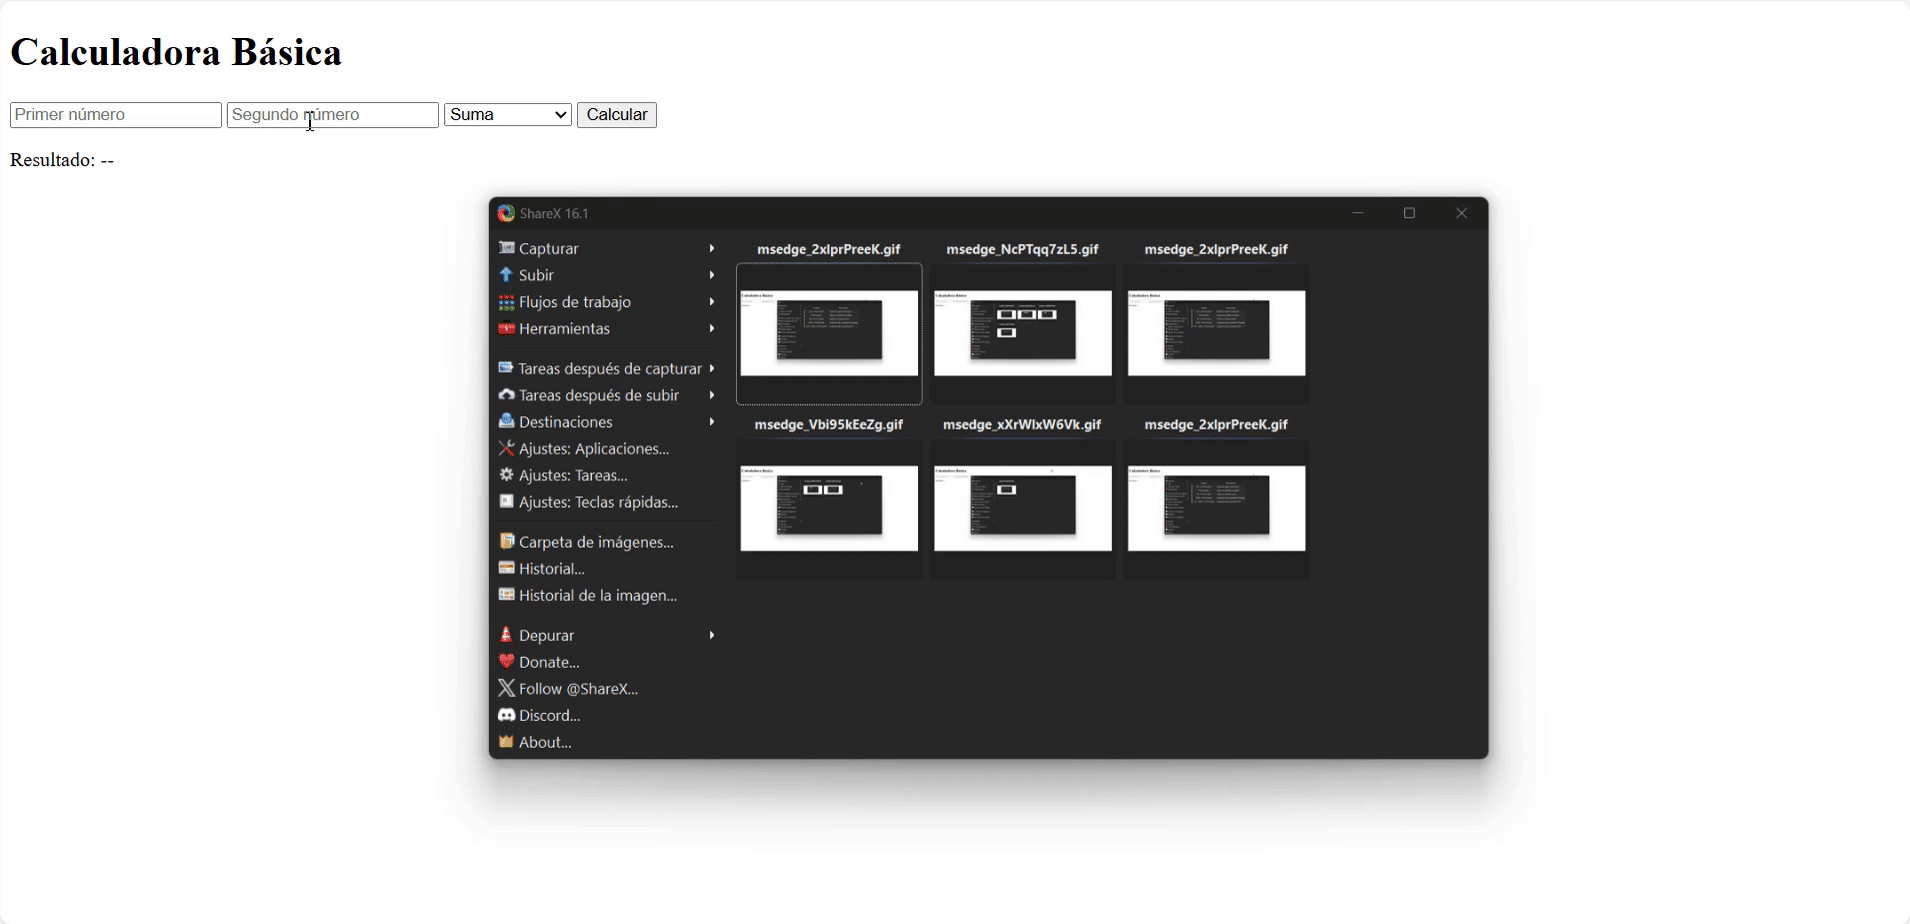 Calculadora Básica
Primer número Segundo número Suma Calcular
Resultado: --
ShareX 16.1
Capturar
Subir
Flujos de trabajo
Herramientas
Tareas después de capturar
Tareas después de subir
Destinaciones
Ajustes: Aplicaciones...
Ajustes: Tareas...
Ajustes: Teclas rápidas...
Carpeta de imágenes...
Historial...
Historial de la imagen...
Depurar
Donate...
Follow @ShareX...
Discord...
About...
msedge_2xlprPreeK.gif msedge_NcPTqq7zL5.gif msedge_2xlprPreeK.gif
msedge_Vbi95kEeZg.gif msedge_xXrWlxW6Vk.gif msedge_2xlprPreeK.gif